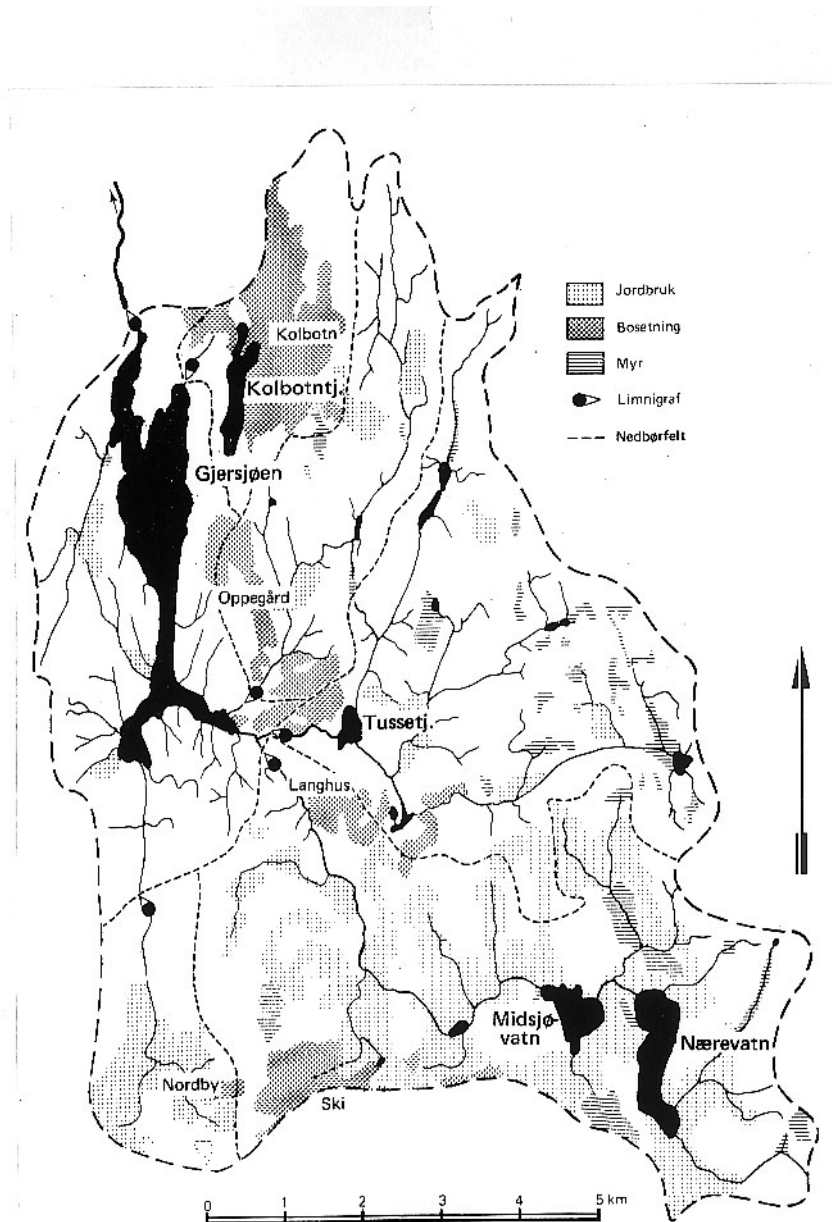 Jordbruk
Bosetning
Myr
Limnigraf
Nedbørfelt
Kolbotn
Kolbotntj.
Gjersjøen
Oppegård
Tussetj.
Langhus
Midsjø-
vatn
Nærevatn
Nordby
Ski
0 1 2 3 4 5 km